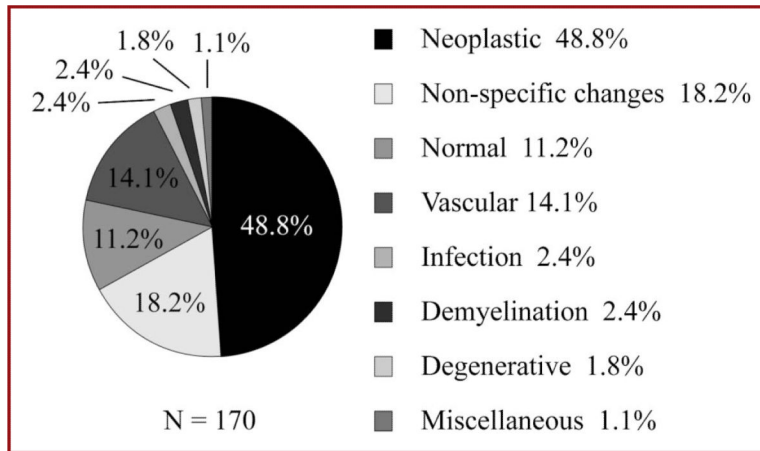 1.8%
1.1%
2.4%
2.4%
14.1%
11.2%
18.2%
48.8%
N = 170
Neoplastic 48.8%
Non-specific changes 18.2%
Normal 11.2%
Vascular 14.1%
Infection 2.4%
Demyelination 2.4%
Degenerative 1.8%
Miscellaneous 1.1%